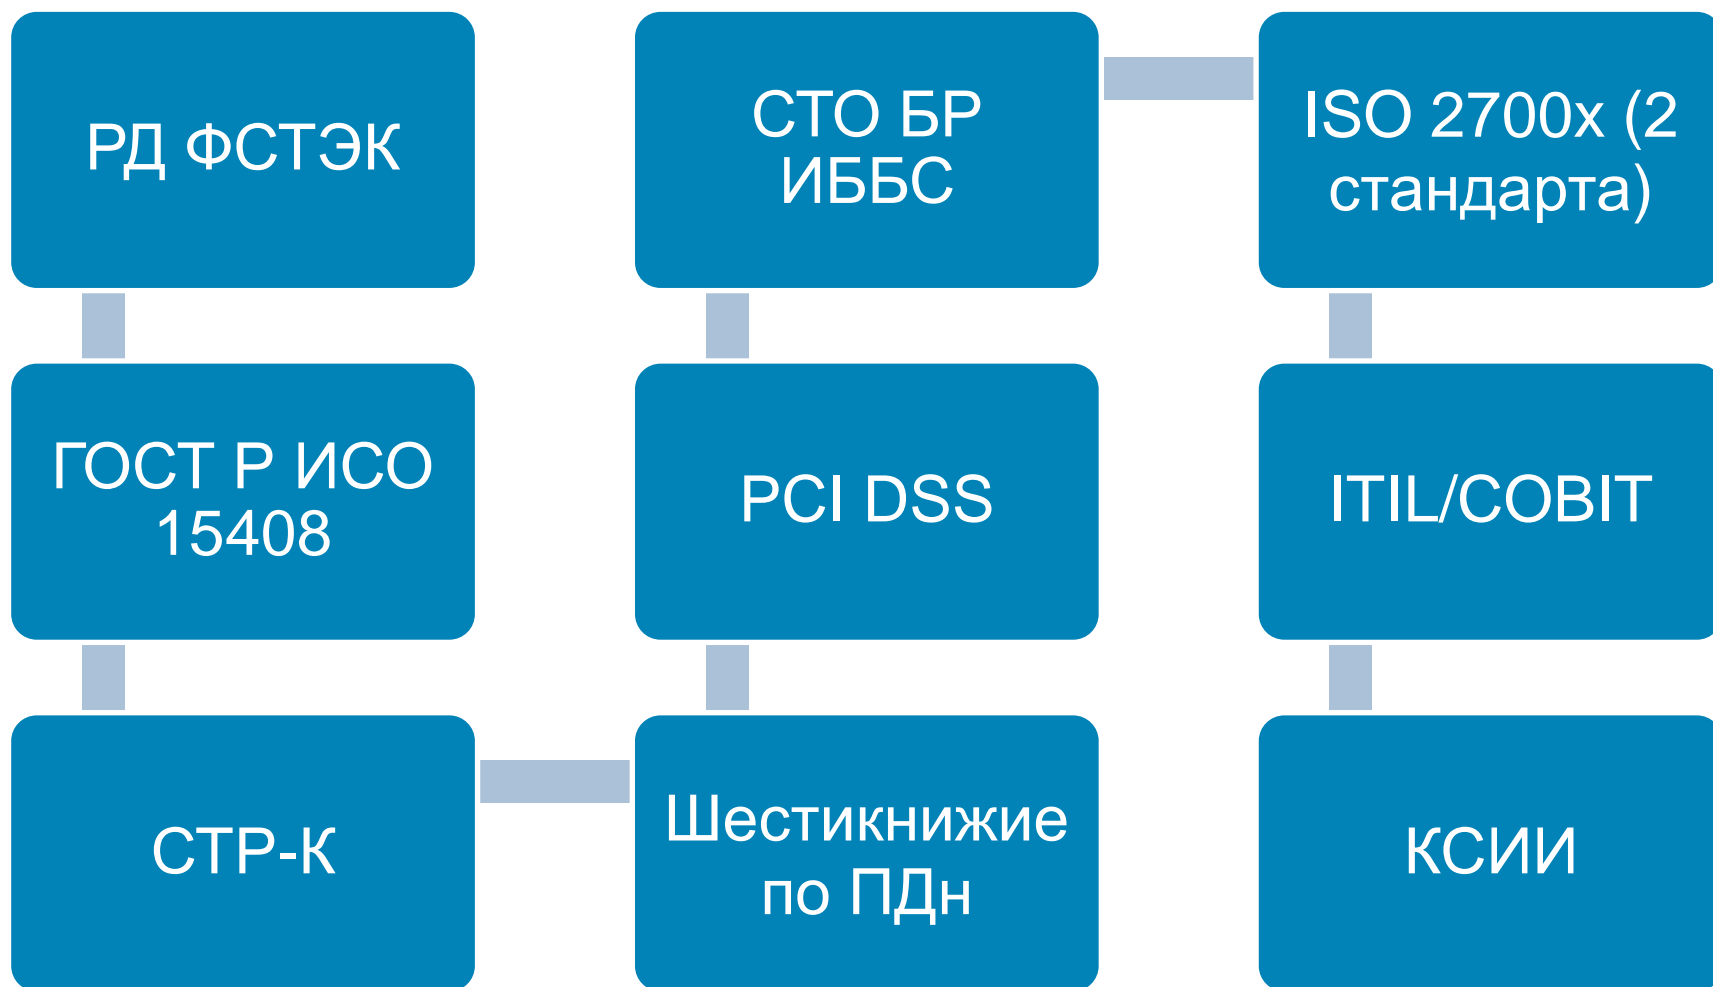 РД ФСТЭК
ГОСТ Р ИСО
15408
СТР-К
Шестикнижие
по ПДн
PCI DSS
СТО БР
ИББС
ISO 2700x (2
стандарта)
ITIL/COBIT
КСИИ